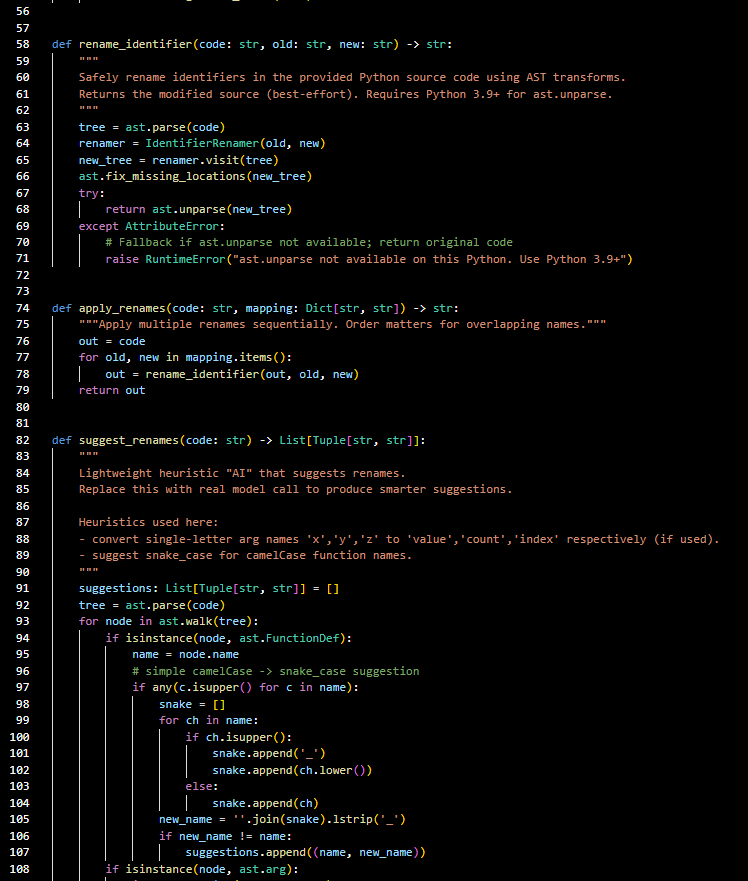 56
57
58 def rename_identifier(code: str, old: str, new: str) -> str:
59     """
60     Safely rename identifiers in the provided Python source code using AST transforms.
61     Returns the modified source (best-effort). Requires Python 3.9+ for ast.unparse.
62     """
63     tree = ast.parse(code)
64     renamer = IdentifierRenamer(old, new)
65     new_tree = renamer.visit(tree)
66     ast.fix_missing_locations(new_tree)
67     try:
68         return ast.unparse(new_tree)
69     except AttributeError:
70         # Fallback if ast.unparse not available; return original code
71         raise RuntimeError("ast.unparse not available on this Python. Use Python 3.9+")
72
73
74 def apply_renames(code: str, mapping: Dict[str, str]) -> str:
75     """Apply multiple renames sequentially. Order matters for overlapping names."""
76     out = code
77     for old, new in mapping.items():
78         out = rename_identifier(out, old, new)
79     return out
80
81
82 def suggest_renames(code: str) -> List[Tuple[str, str]]:
83     """
84     Lightweight heuristic "AI" that suggests renames.
85     Replace this with real model call to produce smarter suggestions.
86
87     Heuristics used here:
88     - convert single-letter arg names 'x','y','z' to 'value','count','index' respectively (if used).
89     - suggest snake_case for camelCase function names.
90     """
91     suggestions: List[Tuple[str, str]] = []
92     tree = ast.parse(code)
93     for node in ast.walk(tree):
94         if isinstance(node, ast.FunctionDef):
95             name = node.name
96             # simple camelCase -> snake_case suggestion
97             if any(c.isupper() for c in name):
98                 snake = []
99                 for ch in name:
100                     if ch.isupper():
101                         snake.append('_')
102                         snake.append(ch.lower())
103                     else:
104                         snake.append(ch)
105                 new_name = ''.join(snake).lstrip('_')
106                 if new_name != name:
107                     suggestions.append((name, new_name))
108         if isinstance(node, ast.arg):